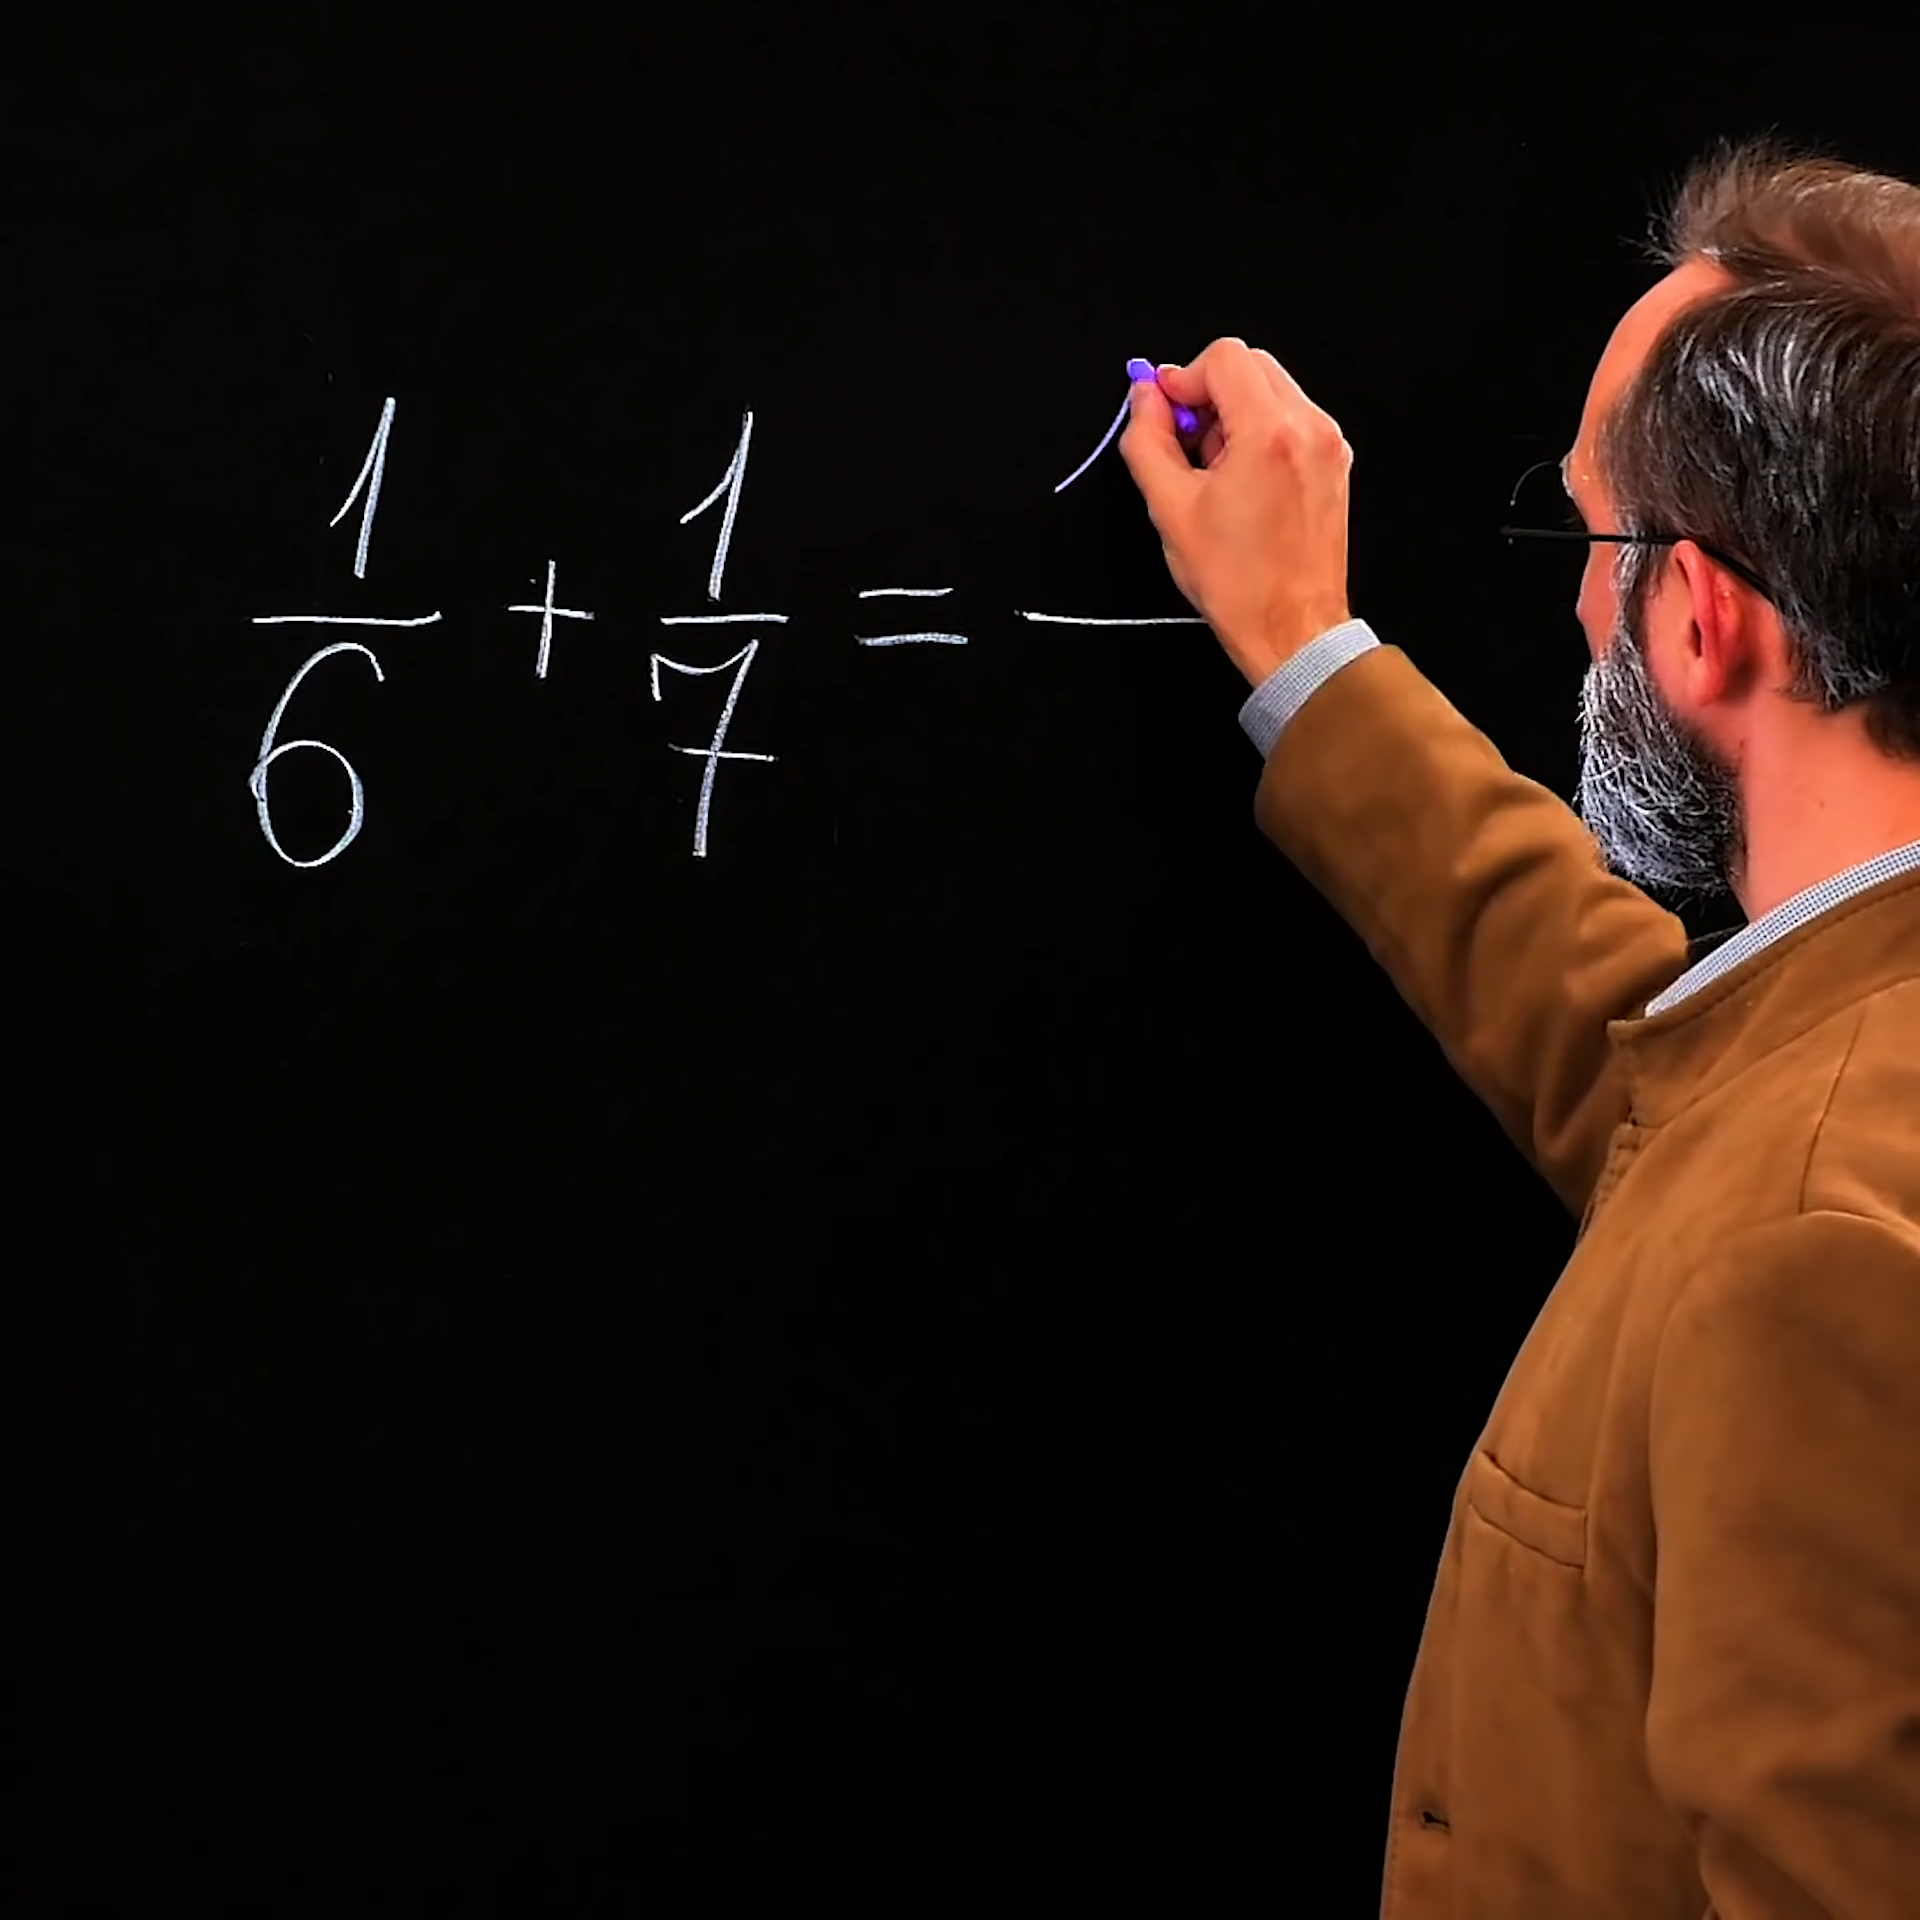 1/6 + 1/7 =